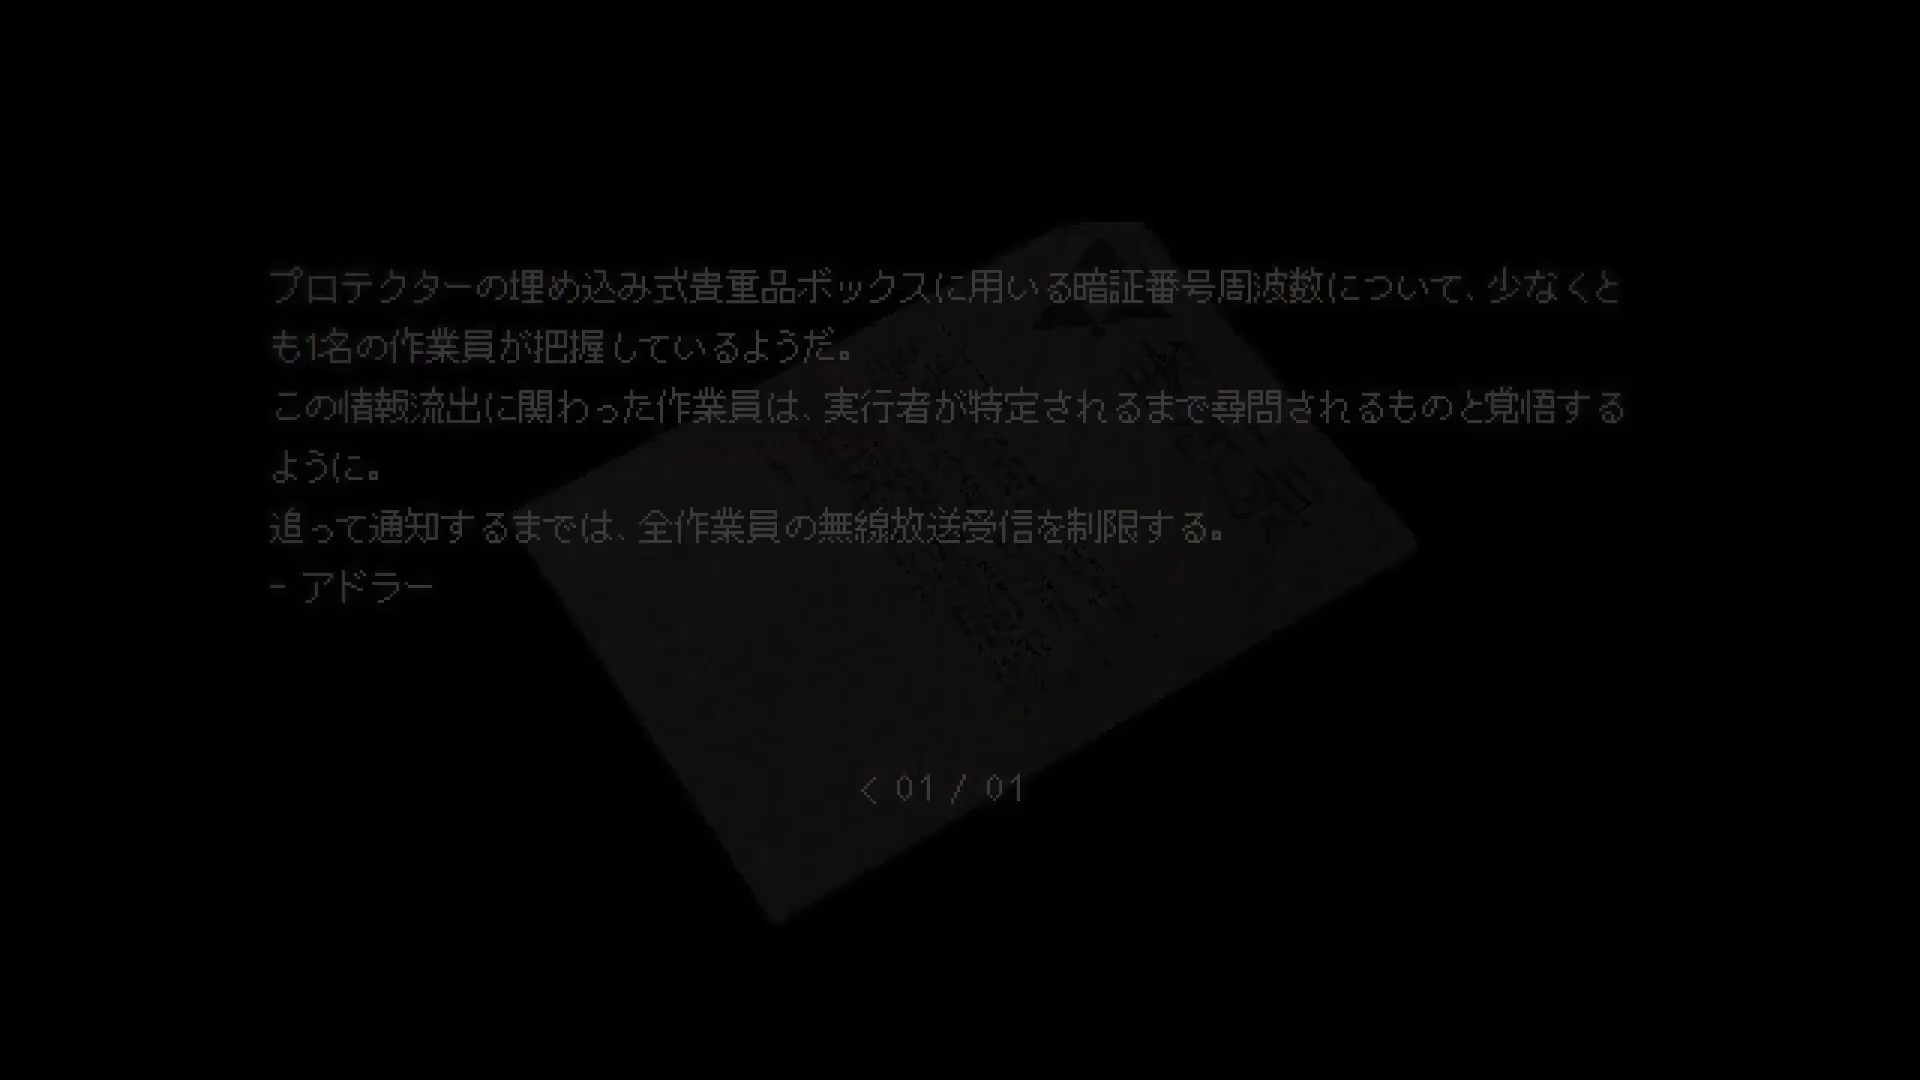 プロテクターの埋め込み式貴重品ボックスに用いる暗証番号周波数について、少なくと
も1名の作業員が把握しているようだ。
この情報流出に関わった作業員は、実行者が特定されるまで尋問されるものと覚悟する
ように。
追って通知するまでは、全作業員の無線放送受信を制限する。
- アドラー
< 01 / 01